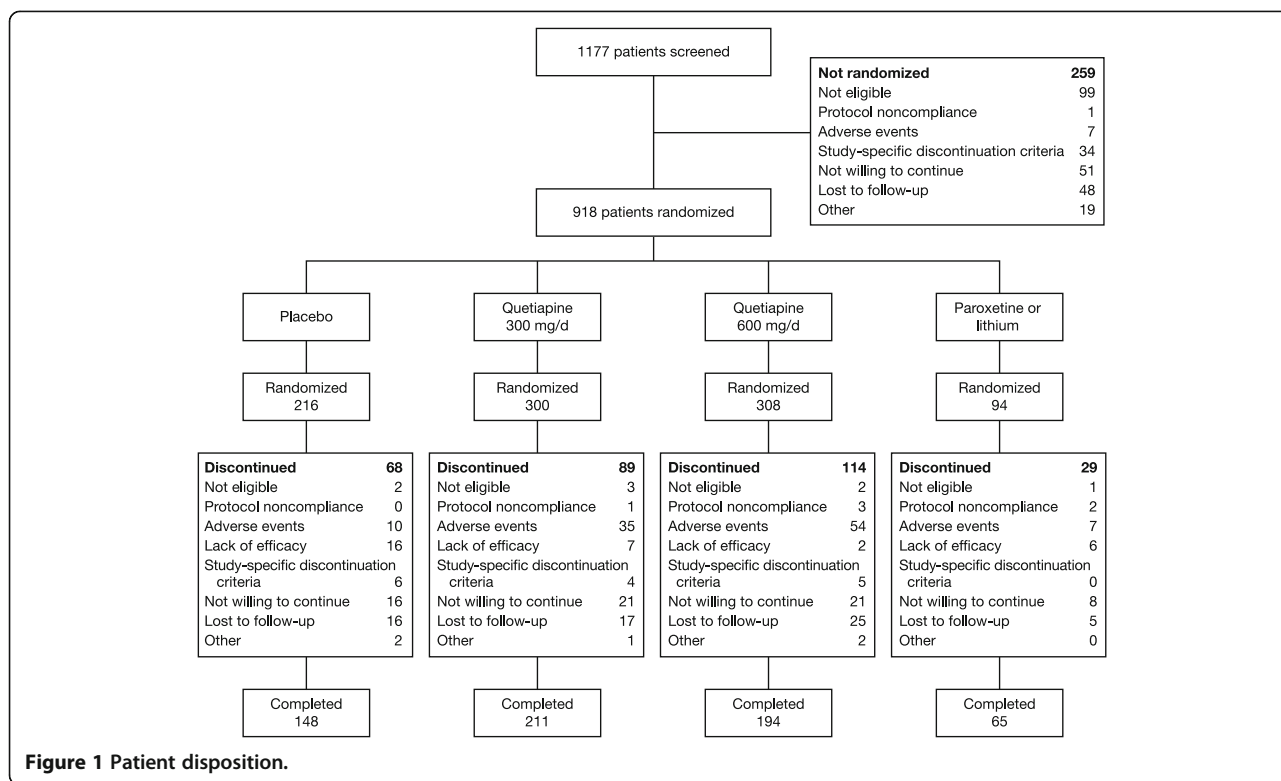 1177 patients screened
Not randomized 259
Not eligible 99
Protocol noncompliance 1
Adverse events 7
Study-specific discontinuation criteria 34
Not willing to continue 51
Lost to follow-up 48
Other 19
918 patients randomized
Placebo
Quetiapine
300 mg/d
Quetiapine
600 mg/d
Paroxetine or
lithium
Randomized
216
Randomized
300
Randomized
308
Randomized
94
Discontinued 68
Not eligible 2
Protocol noncompliance 0
Adverse events 10
Lack of efficacy 16
Study-specific discontinuation
criteria 6
Not willing to continue 16
Lost to follow-up 16
Other 2
Discontinued 89
Not eligible 3
Protocol noncompliance 1
Adverse events 35
Lack of efficacy 7
Study-specific discontinuation
criteria 4
Not willing to continue 21
Lost to follow-up 17
Other 1
Discontinued 114
Not eligible 2
Protocol noncompliance 3
Adverse events 54
Lack of efficacy 2
Study-specific discontinuation
criteria 5
Not willing to continue 21
Lost to follow-up 25
Other 2
Discontinued 29
Not eligible 1
Protocol noncompliance 2
Adverse events 7
Lack of efficacy 6
Study-specific discontinuation
criteria 0
Not willing to continue 8
Lost to follow-up 5
Other 0
Completed
148
Completed
211
Completed
194
Completed
65
Figure 1 Patient disposition.